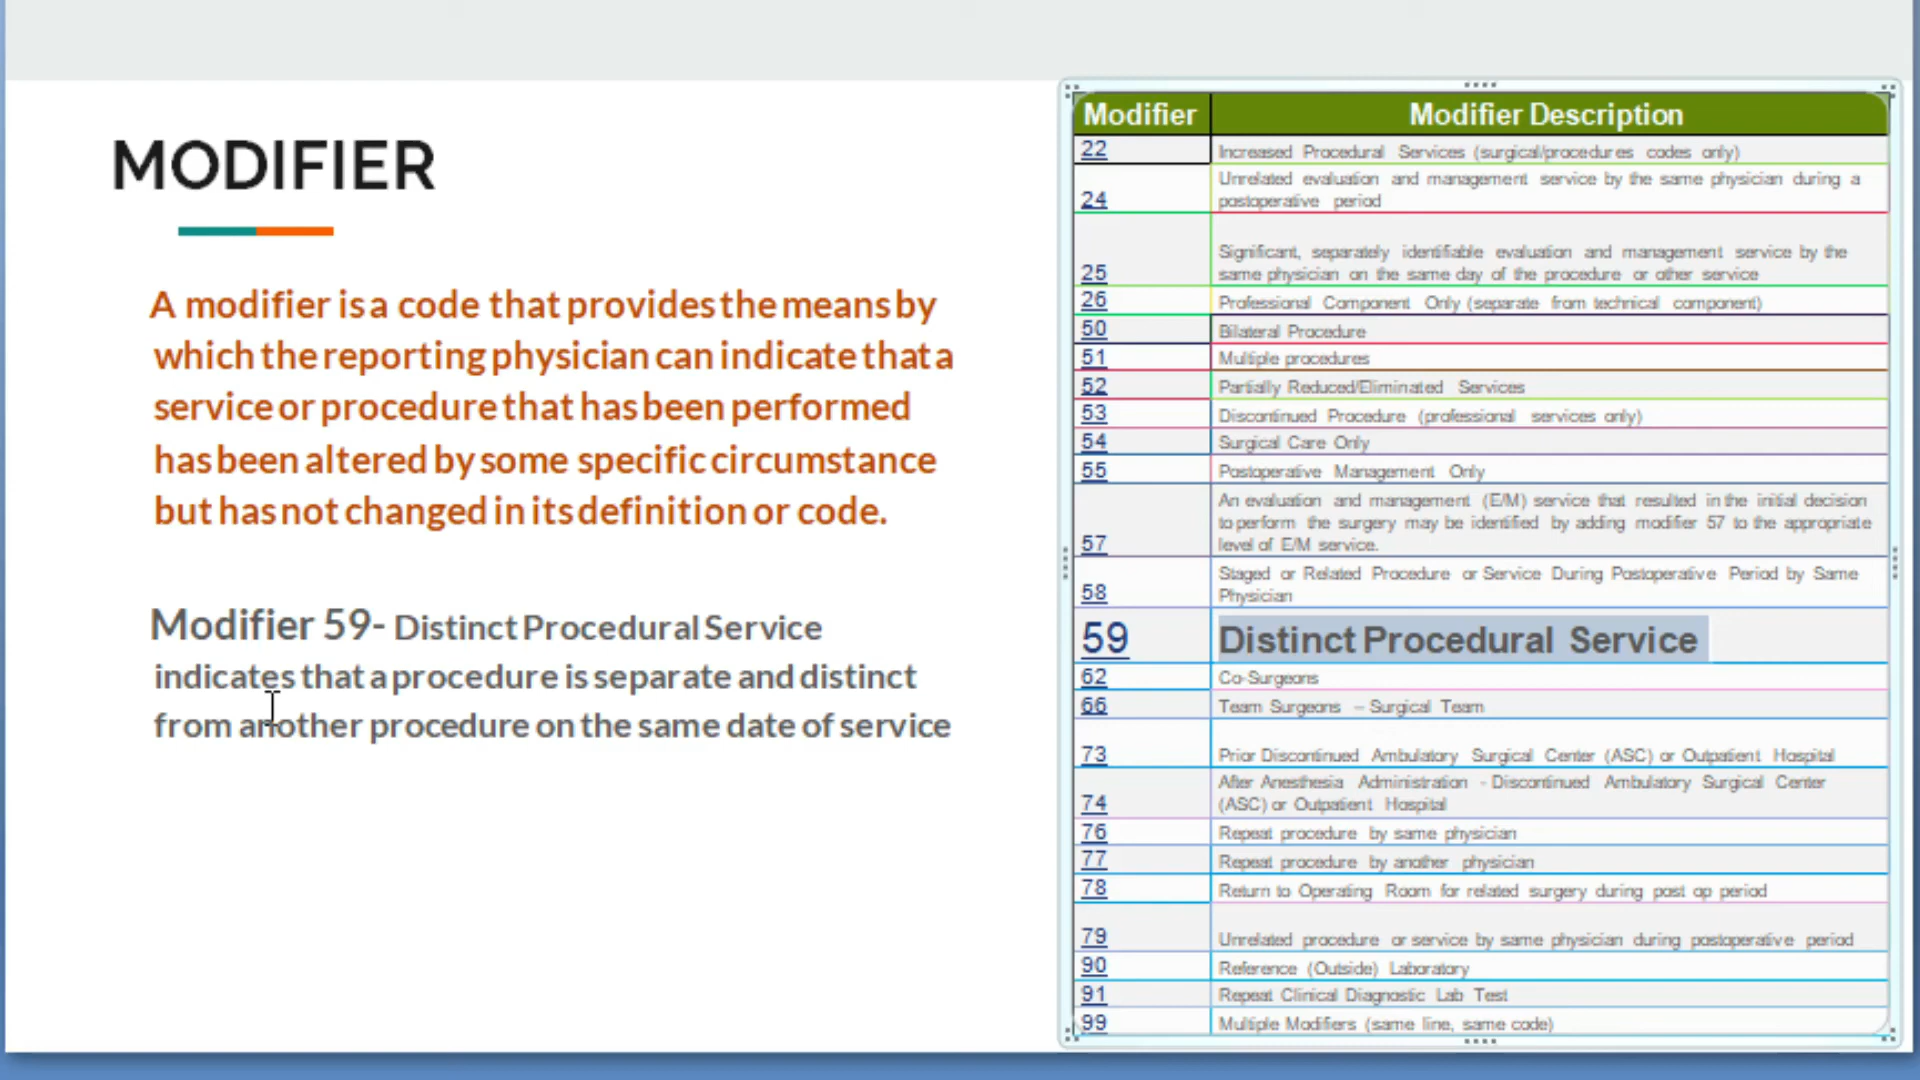 MODIFIER
A modifier is a code that provides the means by
which the reporting physician can indicate that a
service or procedure that has been performed
has been altered by some specific circumstance
but has not changed in its definition or code.
Modifier 59- Distinct Procedural Service
indicates that a procedure is separate and distinct
from another procedure on the same date of service
Modifier Modifier Description
22 Increased Procedural Services (surgical/procedures codes only)
Unrelated evaluation and management service by the same physician during a
24 postoperative period
Significant, separately identifiable evaluation and management service by the
25 same physician on the same day of the procedure or other service
26 Professional Component Only (separate from technical component)
50 Bilateral Procedure
51 Multiple procedures
52 Partially Reduced/Eliminated Services
53 Discontinued Procedure (professional services only)
54 Surgical Care Only
55 Postoperative Management Only
An evaluation and management (E/M) service that resulted in the initial decision
to perform the surgery may be identified by adding modifier 57 to the appropriate
57 level of E/M service.
Staged or Related Procedure or Service During Postoperative Period by Same
58 Physician
59 Distinct Procedural Service
62 Co-Surgeons
66 Team Surgeons – Surgical Team
73 Prior Discontinued Ambulatory Surgical Center (ASC) or Outpatient Hospital
After Anesthesia Administration - Discontinued Ambulatory Surgical Center
74 (ASC) or Outpatient Hospital
76 Repeat procedure by same physician
77 Repeat procedure by another physician
78 Return to Operating Room for related surgery during post op period
79 Unrelated procedure or service by same physician during postoperative period
90 Reference (Outside) Laboratory
91 Repeat Clinical Diagnostic Lab Test
99 Multiple Modifiers (same line, same code)